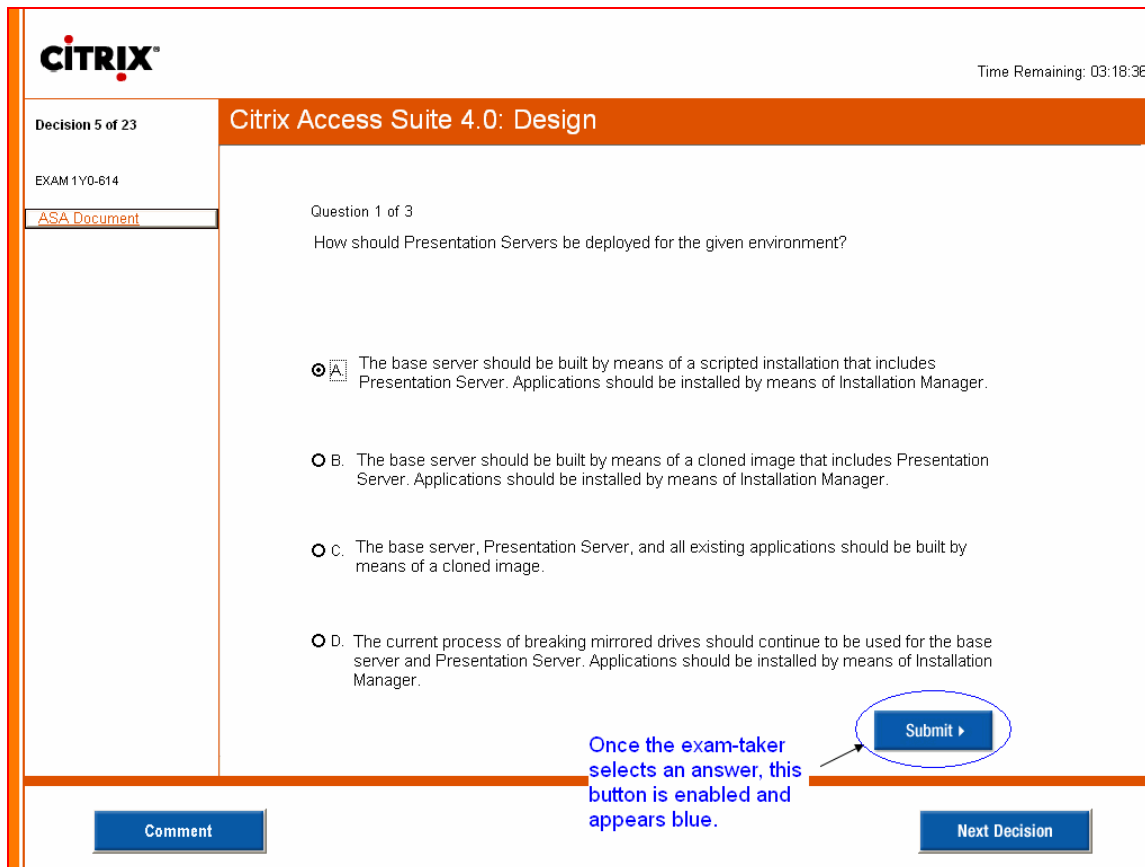 CiTRIX®
Time Remaining: 03:18:36
Decision 5 of 23
Citrix Access Suite 4.0: Design
EXAM 1Y0-614
ASA Document
Question 1 of 3
How should Presentation Servers be deployed for the given environment?
A. The base server should be built by means of a scripted installation that includes
Presentation Server. Applications should be installed by means of Installation Manager.
B. The base server should be built by means of a cloned image that includes Presentation
Server. Applications should be installed by means of Installation Manager.
C. The base server, Presentation Server, and all existing applications should be built by
means of a cloned image.
D. The current process of breaking mirrored drives should continue to be used for the base
server and Presentation Server. Applications should be installed by means of Installation
Manager.
Submit
Once the exam-taker
selects an answer, this
button is enabled and
appears blue.
Comment
Next Decision